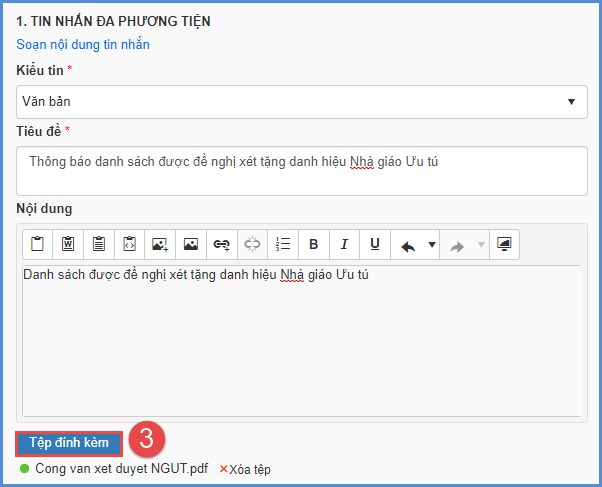 1. TIN NHẮN ĐA PHƯƠNG TIỆN
Soạn nội dung tin nhắn
Kiểu tin *
Văn bản
Tiêu đề *
Thông báo danh sách được đề nghị xét tặng danh hiệu Nhà giáo Ưu tú
Nội dung
B I U
Danh sách được đề nghị xét tặng danh hiệu Nhà giáo Ưu tú
Tệp đính kèm 3
Cong van xet duyet NGUT.pdf ×Xóa tệp